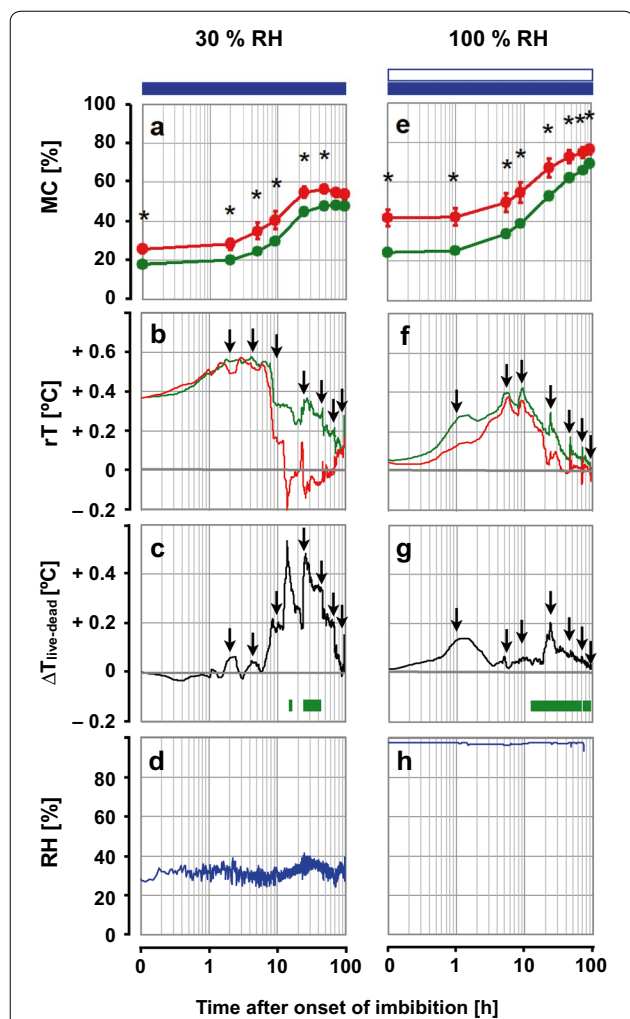 30 % RH 100 % RH
100
80
60
40
20
0
MC [%]
a
* * * * * *
e
* * * * * * * *
+ 0.6
+ 0.4
+ 0.2
0
– 0.2
rT [ºC]
b
f
+ 0.4
+ 0.2
0
– 0.2
ΔTlive-dead [ºC]
c
g
80
60
40
20
0
RH [%]
d
h
0 1 10 100 0 1 10 100
Time after onset of imbibition [h]